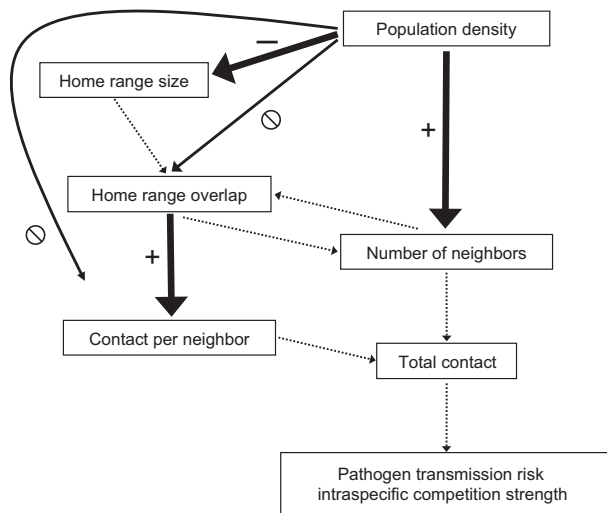 Population density
−
Home range size
+
Home range overlap
Number of neighbors
+
Contact per neighbor
Total contact
Pathogen transmission risk
intraspecific competition strength